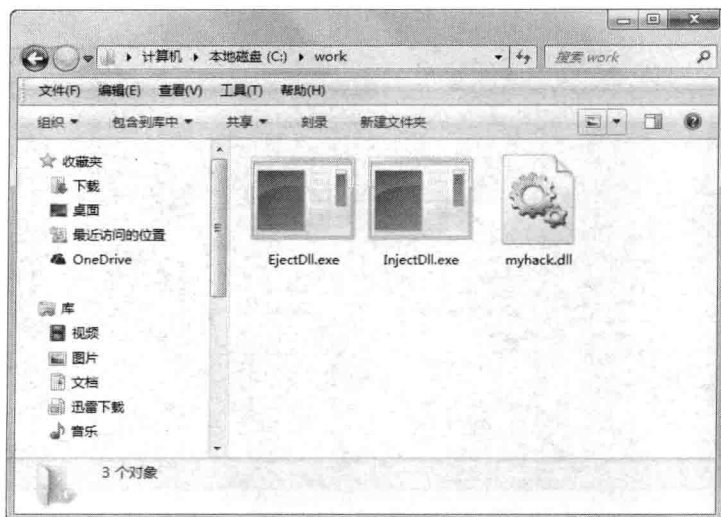 计算机 ▸ 本地磁盘 (C:) ▸ work
搜索 work
文件(F) 编辑(E) 查看(V) 工具(T) 帮助(H)
组织 包含到库中 共享 刻录 新建文件夹
收藏夹
下载
桌面
最近访问的位置
OneDrive
库
视频
图片
文档
迅雷下载
音乐
EjectDll.exe InjectDll.exe myhack.dll
3 个对象